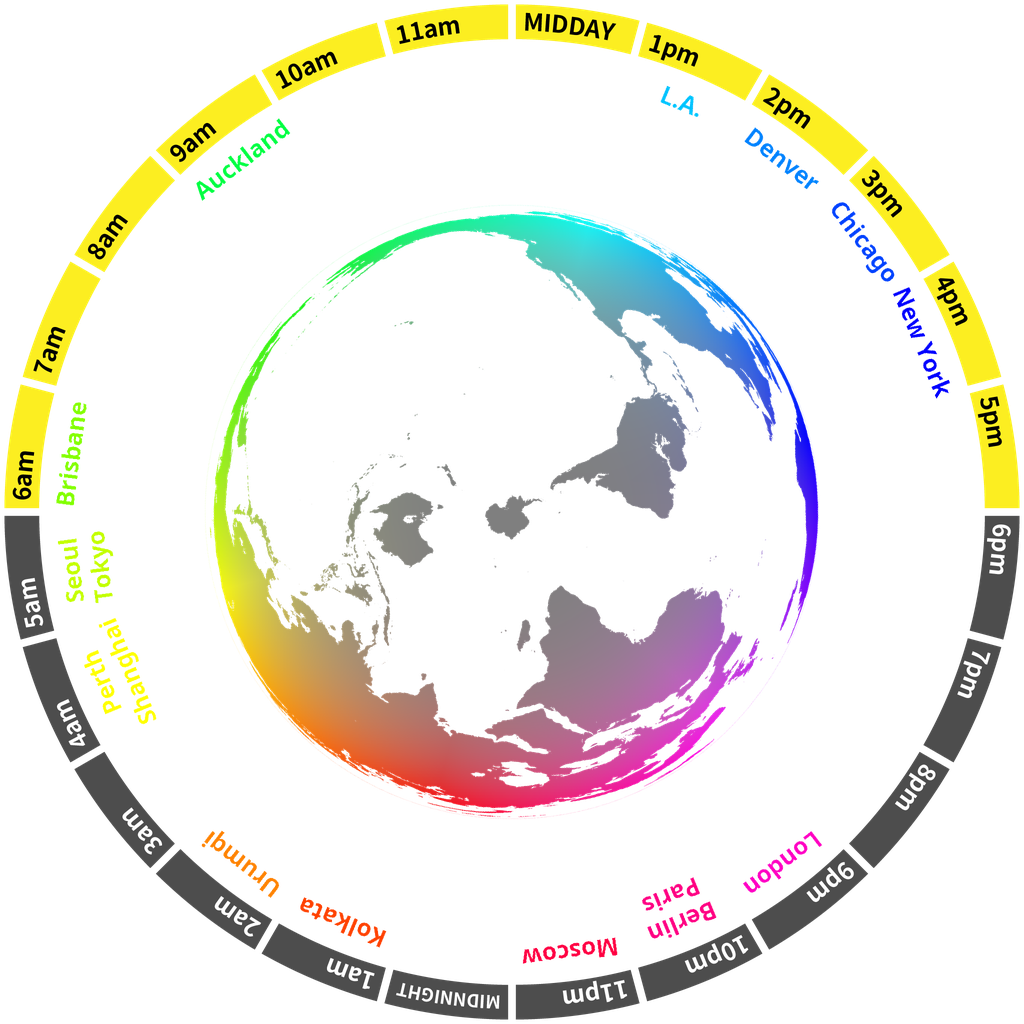 MIDDAY
1pm
2pm
3pm
4pm
5pm
6pm
7pm
8pm
9pm
10pm
11pm
MIDNNIGHT
1am
2am
3am
4am
5am
6am
7am
8am
9am
10am
11am
L.A.
Denver
Chicago
New York
London
Paris
Berlin
Moscow
Kolkata
Urumqi
Perth
Shanghai
Seoul
Tokyo
Brisbane
Auckland